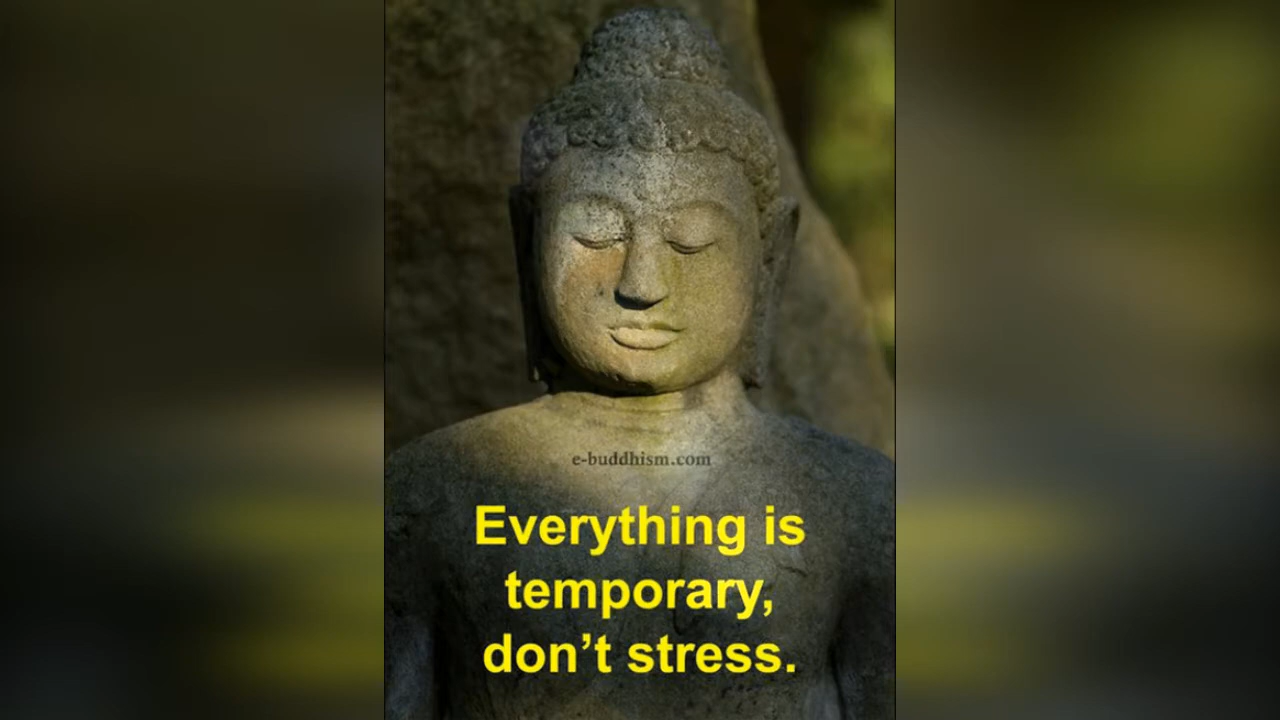 e-buddhism.com
Everything is
temporary,
don’t stress.